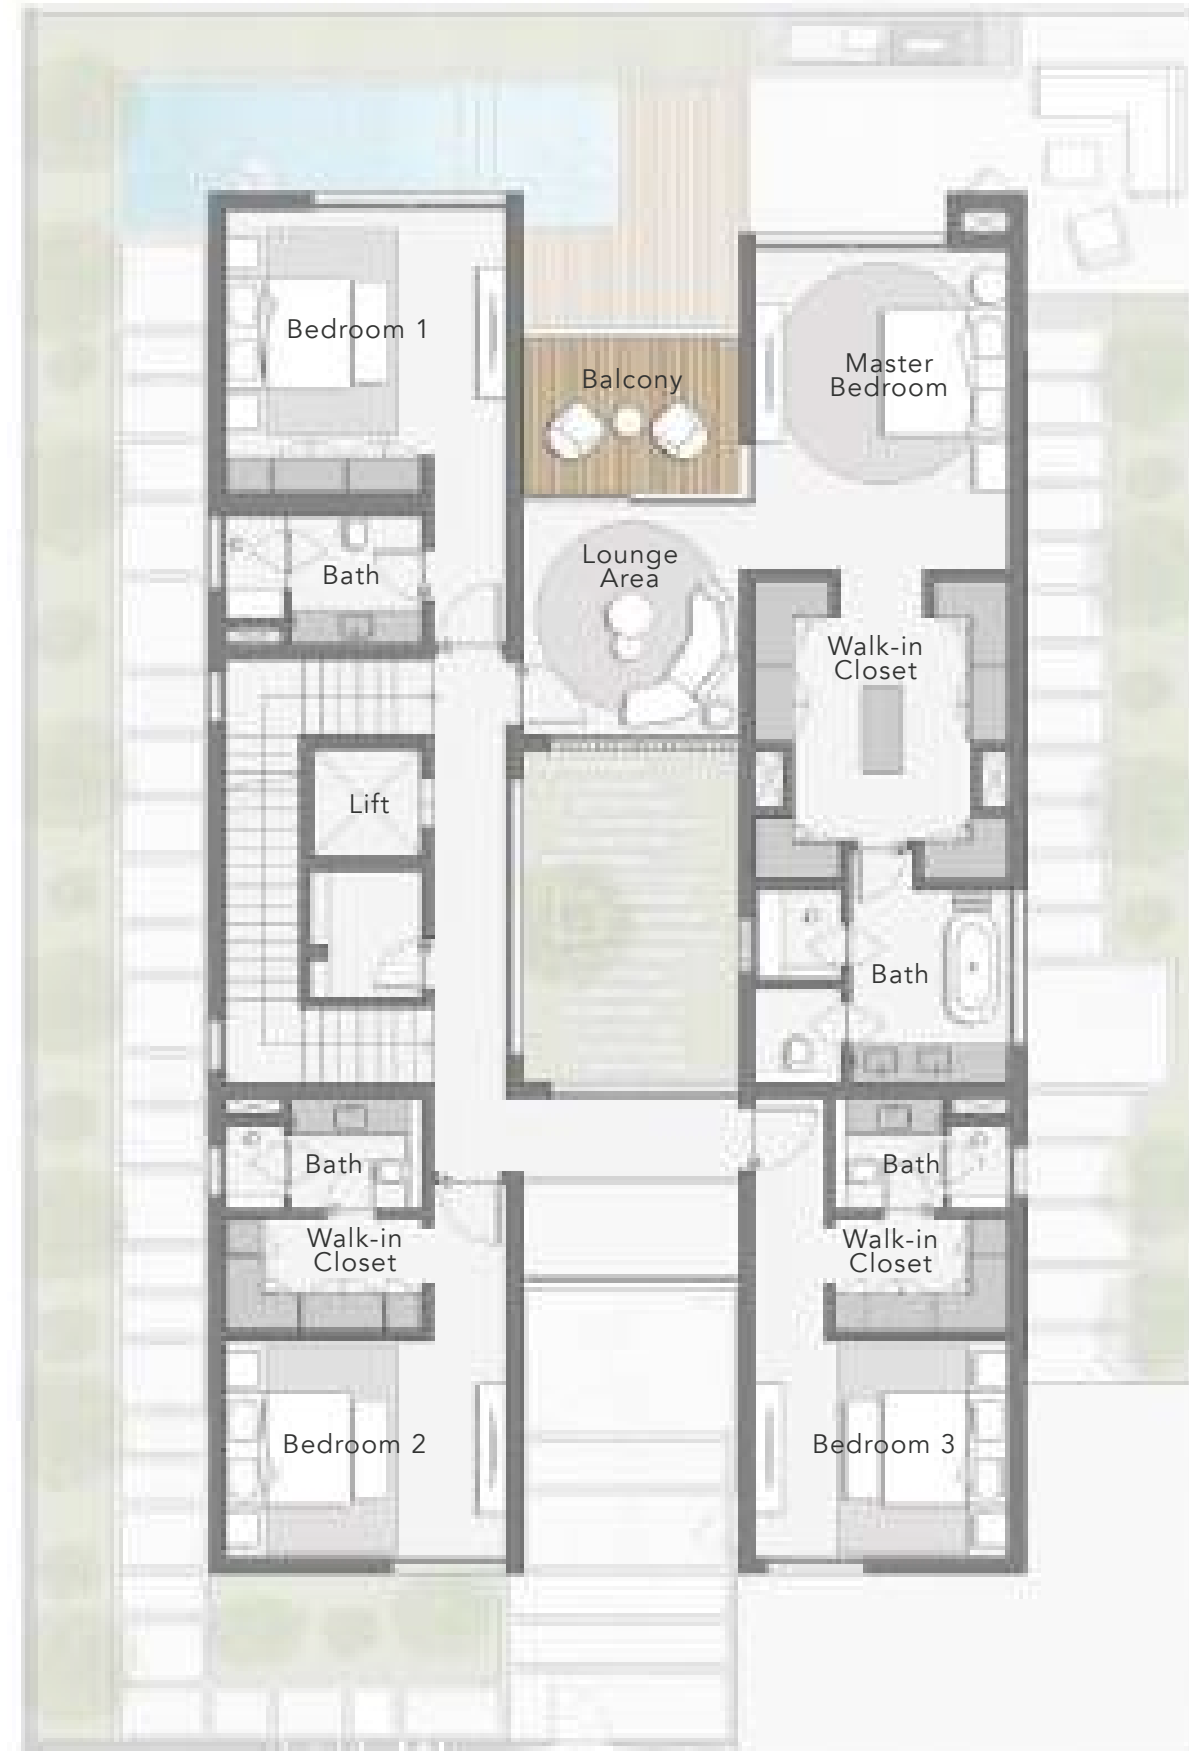 Bedroom 1
Balcony
Master
Bedroom
Bath
Lounge
Area
Walk-in
Closet
Lift
Bath
Bath
Bath
Walk-in
Closet
Walk-in
Closet
Bedroom 2
Bedroom 3